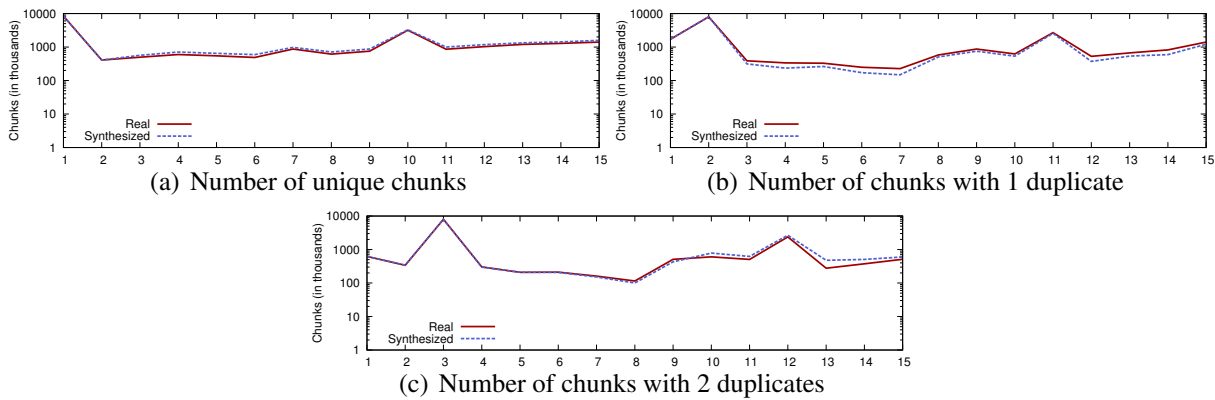 10000
1000
100
10
1
Chunks (in thousands)
Real
Synthesized
1 2 3 4 5 6 7 8 9 10 11 12 13 14 15
(a) Number of unique chunks
10000
1000
100
10
1
Chunks (in thousands)
Real
Synthesized
1 2 3 4 5 6 7 8 9 10 11 12 13 14 15
(b) Number of chunks with 1 duplicate
10000
1000
100
10
1
Chunks (in thousands)
Real
Synthesized
1 2 3 4 5 6 7 8 9 10 11 12 13 14 15
(c) Number of chunks with 2 duplicates